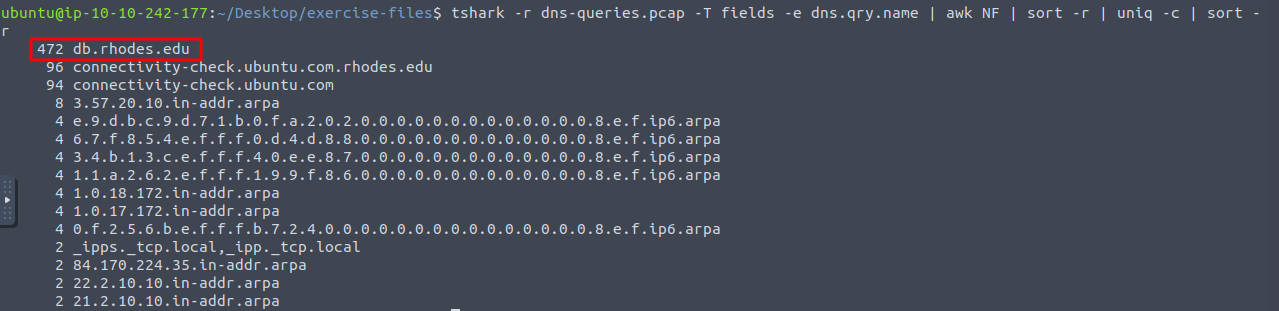 ubuntu@ip-10-10-242-177:~/Desktop/exercise-files$ tshark -r dns-queries.pcap -T fields -e dns.qry.name | awk NF | sort -r | uniq -c | sort -
r
472 db.rhodes.edu
96 connectivity-check.ubuntu.com.rhodes.edu
94 connectivity-check.ubuntu.com
8 3.57.20.10.in-addr.arpa
4 e.9.d.b.c.9.d.7.1.b.0.f.a.2.0.2.0.0.0.0.0.0.0.0.0.0.0.0.0.8.e.f.ip6.arpa
4 6.7.f.8.5.4.e.f.f.f.0.d.4.d.8.8.0.0.0.0.0.0.0.0.0.0.0.0.0.8.e.f.ip6.arpa
4 3.4.b.1.3.c.e.f.f.f.4.0.e.e.8.7.0.0.0.0.0.0.0.0.0.0.0.0.0.8.e.f.ip6.arpa
4 1.1.a.2.6.2.e.f.f.f.1.9.9.f.8.6.0.0.0.0.0.0.0.0.0.0.0.0.0.8.e.f.ip6.arpa
4 1.0.18.172.in-addr.arpa
4 1.0.17.172.in-addr.arpa
4 0.f.2.5.6.b.e.f.f.f.b.7.2.4.0.0.0.0.0.0.0.0.0.0.0.0.0.0.0.8.e.f.ip6.arpa
2 _ipps._tcp.local,_ipp._tcp.local
2 84.170.224.35.in-addr.arpa
2 22.2.10.10.in-addr.arpa
2 21.2.10.10.in-addr.arpa